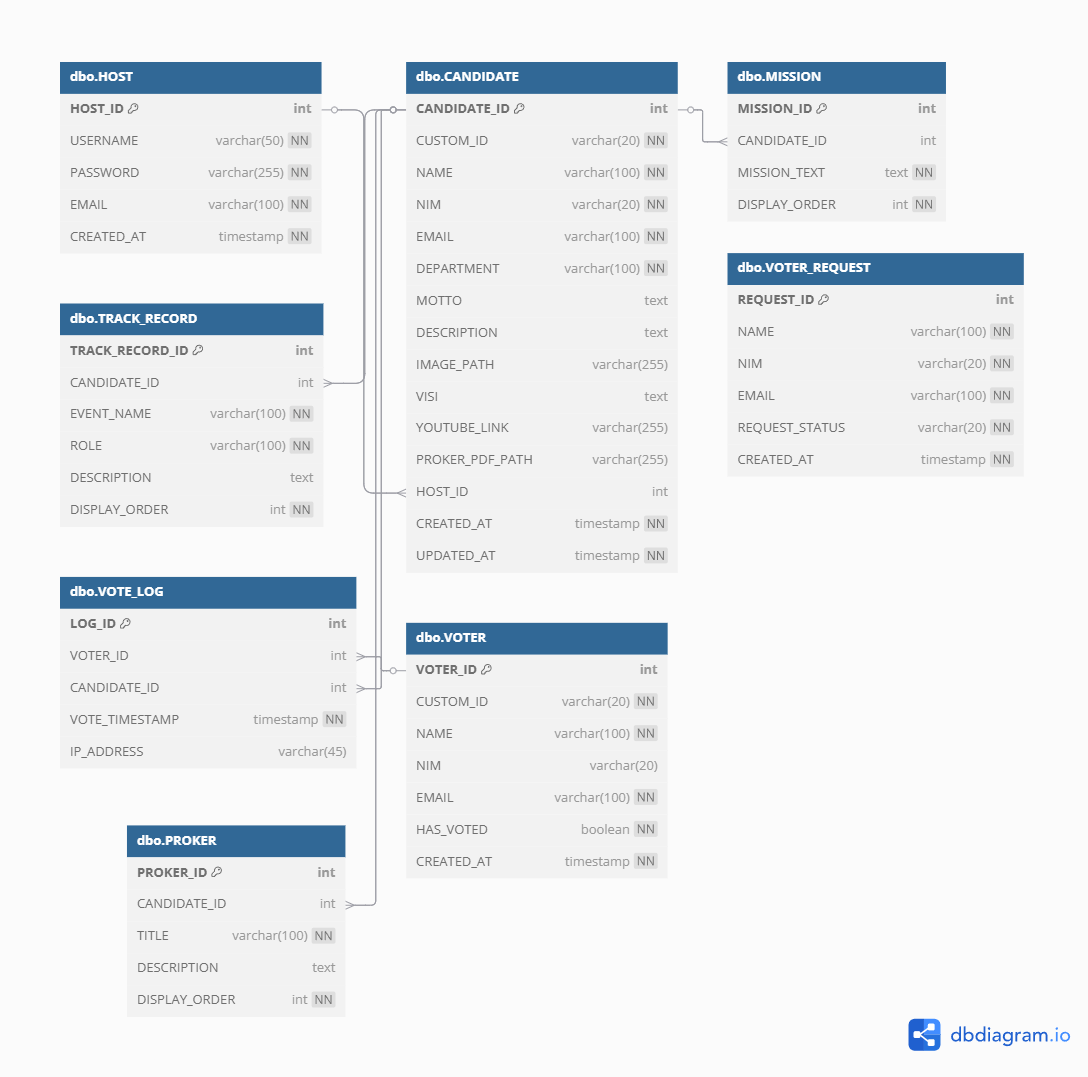 dbo.HOST
HOST_ID int
USERNAME varchar(50) NN
PASSWORD varchar(255) NN
EMAIL varchar(100) NN
CREATED_AT timestamp NN
dbo.TRACK_RECORD
TRACK_RECORD_ID int
CANDIDATE_ID int
EVENT_NAME varchar(100) NN
ROLE varchar(100) NN
DESCRIPTION text
DISPLAY_ORDER int NN
dbo.VOTE_LOG
LOG_ID int
VOTER_ID int
CANDIDATE_ID int
VOTE_TIMESTAMP timestamp NN
IP_ADDRESS varchar(45)
dbo.PROKER
PROKER_ID int
CANDIDATE_ID int
TITLE varchar(100) NN
DESCRIPTION text
DISPLAY_ORDER int NN
dbo.CANDIDATE
CANDIDATE_ID int
CUSTOM_ID varchar(20) NN
NAME varchar(100) NN
NIM varchar(20) NN
EMAIL varchar(100) NN
DEPARTMENT varchar(100) NN
MOTTO text
DESCRIPTION text
IMAGE_PATH varchar(255)
VISI text
YOUTUBE_LINK varchar(255)
PROKER_PDF_PATH varchar(255)
HOST_ID int
CREATED_AT timestamp NN
UPDATED_AT timestamp NN
dbo.VOTER
VOTER_ID int
CUSTOM_ID varchar(20) NN
NAME varchar(100) NN
NIM varchar(20)
EMAIL varchar(100) NN
HAS_VOTED boolean NN
CREATED_AT timestamp NN
dbo.MISSION
MISSION_ID int
CANDIDATE_ID int
MISSION_TEXT text NN
DISPLAY_ORDER int NN
dbo.VOTER_REQUEST
REQUEST_ID int
NAME varchar(100) NN
NIM varchar(20) NN
EMAIL varchar(100) NN
REQUEST_STATUS varchar(20) NN
CREATED_AT timestamp NN
dbdiagram.io